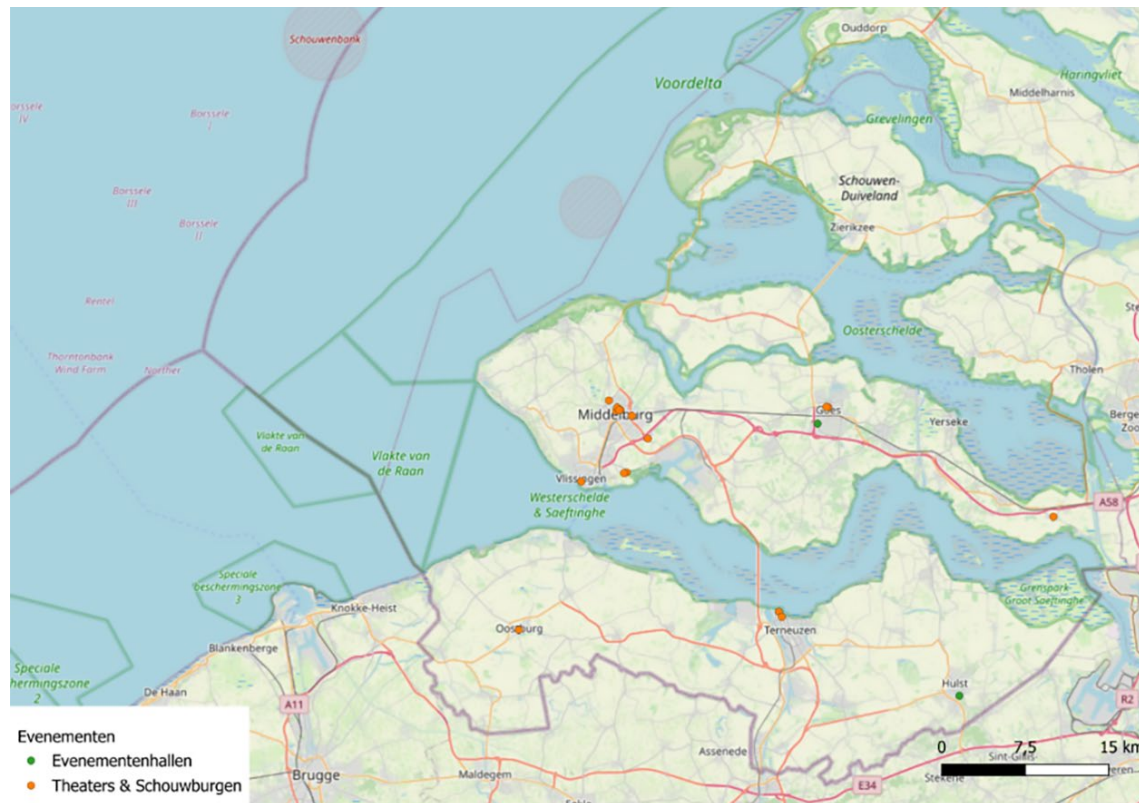 Ouddorp
Schouwenbank
Haringvliet
Voordelta
Middelharnis
Borssele
I
Grevelingen
Schouwen-
Duiveland
Borssele
III
Borssele
II
Zierikzee
Rentel
Oosterschelde
Thorntonbank
Wind Farm
Norther
Tholen
Middelburg
Goes
Yerseke
Vlakte van
de Raan
Vlakte van
de Raan
Vlissingen
Westerschelde
& Saeftinghe
A58
Speciale
beschermingszone
3
Grenspark
Groot Saeftinghe
Knokke-Heist
Oostburg
Terneuzen
Blankenberge
Speciale
2
De Haan
Hulst
A11
R2
Evenementen
Evenementenhallen
Theaters & Schouwburgen
Assenede
0 7,5 15 km
Sint-Gillis
Brugge
Maldegem
Stekene
E34